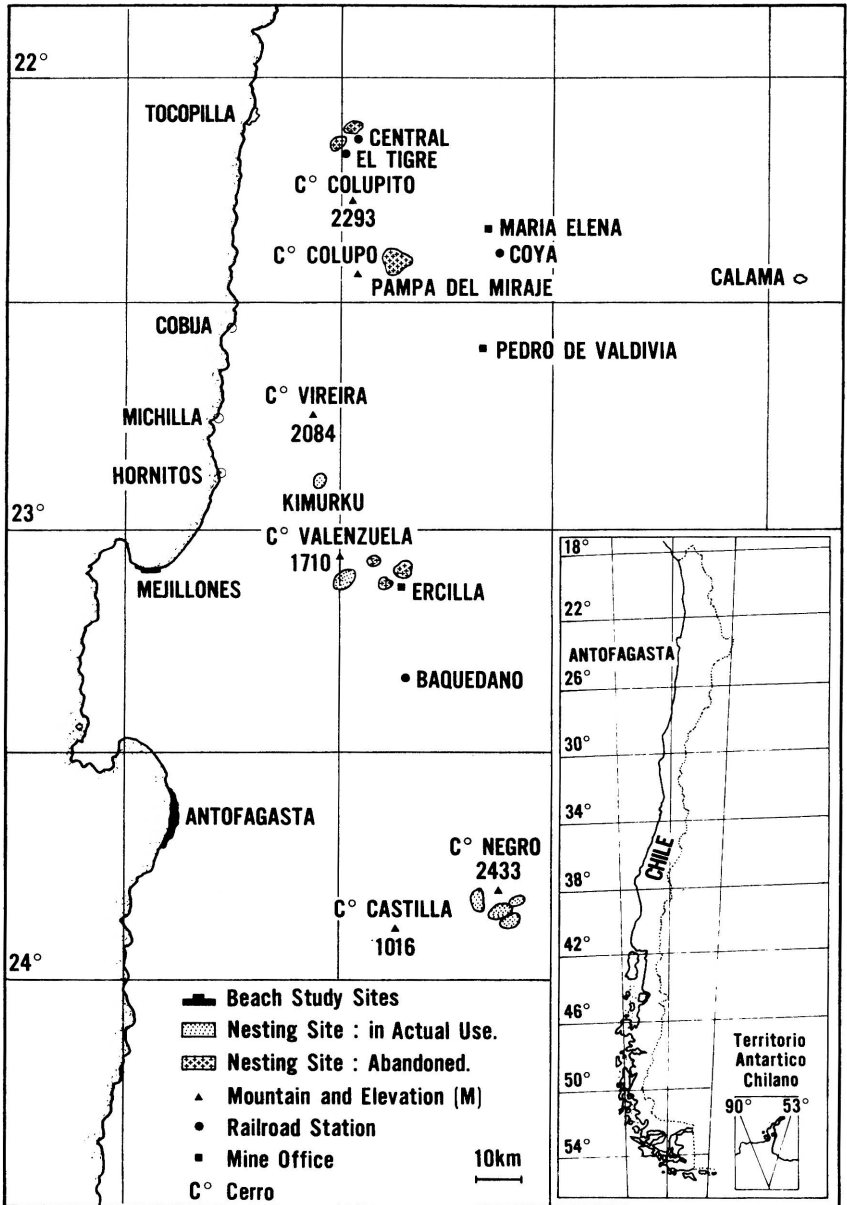 22°
TOCOPILLA
CENTRAL
EL TIGRE
C° COLUPITO
2293
MARIA ELENA
COYA
C° COLUPO
PAMPA DEL MIRAJE
CALAMA
COBIJA
PEDRO DE VALDIVIA
C° VIREIRA
2084
MICHILLA
HORNITOS
KIMURKU
23°
C° VALENZUELA
1710
MEJILLONES
ERCILLA
BAQUEDANO
ANTOFAGASTA
C° NEGRO
2433
C° CASTILLA
1016
24°
Beach Study Sites
Nesting Site : in Actual Use.
Nesting Site : Abandoned.
Mountain and Elevation (M)
Railroad Station
Mine Office
C° Cerro
10km
18°
22°
ANTOFAGASTA
26°
30°
34°
CHILE
38°
42°
46°
50°
54°
Territorio
Antartico
Chilano
90° 53°